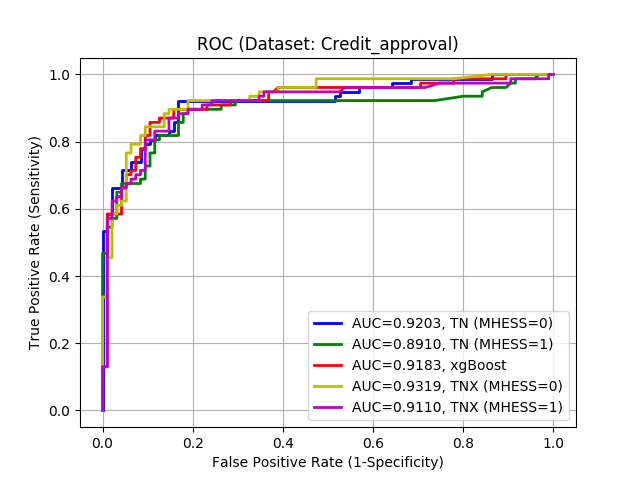 ROC (Dataset: Credit_approval)
True Positive Rate (Sensitivity)
1.0
0.8
0.6
0.4
0.2
0.0
AUC=0.9203, TN (MHESS=0)
AUC=0.8910, TN (MHESS=1)
AUC=0.9183, xgBoost
AUC=0.9319, TNX (MHESS=0)
AUC=0.9110, TNX (MHESS=1)
0.0 0.2 0.4 0.6 0.8 1.0
False Positive Rate (1-Specificity)